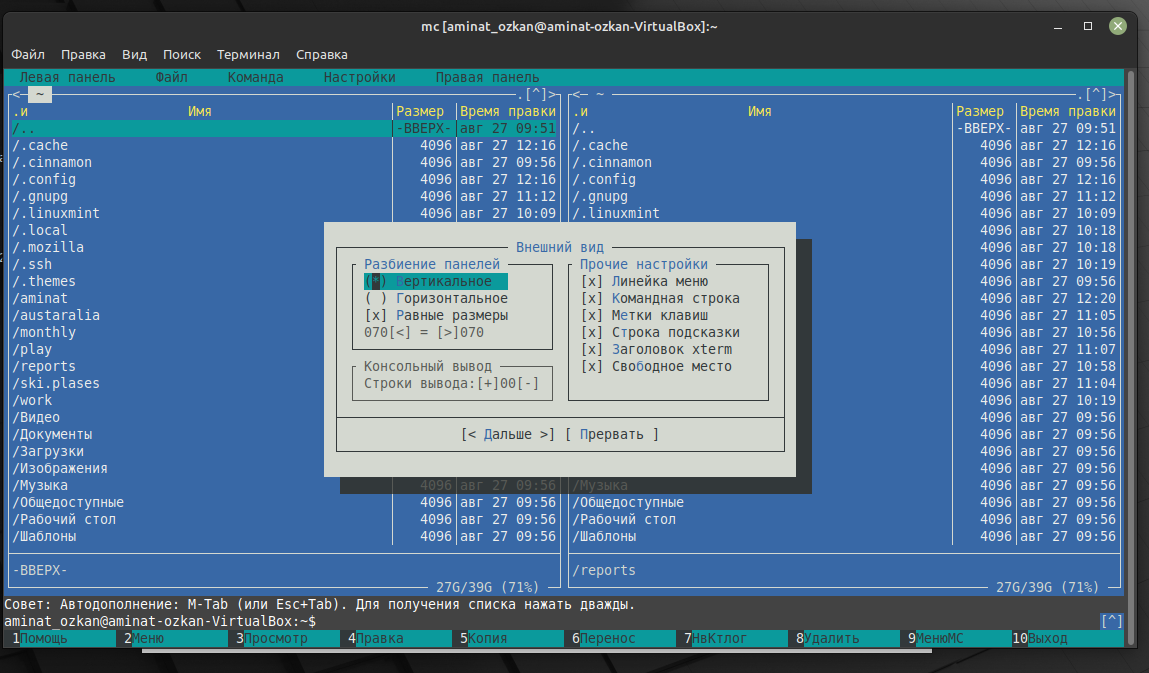 mc [aminat_ozkan@aminat-ozkan-VirtualBox]:~
Файл Правка Вид Поиск Терминал Справка
Левая панель Файл Команда Настройки Правая панель
<─ ~ .[^]> <─ ~ .[^]>
.и Имя Размер Время правки .и Имя Размер Время правки
/.. -ВВЕРХ- авг 27 09:51 /.. -ВВЕРХ- авг 27 09:51
/.cache 4096 авг 27 12:16 /.cache 4096 авг 27 12:16
/.cinnamon 4096 авг 27 09:56 /.cinnamon 4096 авг 27 09:56
/.config 4096 авг 27 12:16 /.config 4096 авг 27 12:16
/.gnupg 4096 авг 27 11:12 /.gnupg 4096 авг 27 11:12
/.linuxmint 4096 авг 27 10:09 /.linuxmint 4096 авг 27 10:09
/.local 4096 авг 27 10:18
/.mozilla Внешний вид 4096 авг 27 10:18
/.ssh Разбиение панелей Прочие настройки 4096 авг 27 10:19
/.themes (*) Вертикальное [x] Линейка меню 4096 авг 27 09:56
/aminat ( ) Горизонтальное [x] Командная строка 4096 авг 27 12:20
/austaralia [x] Равные размеры [x] Метки клавиш 4096 авг 27 11:05
/monthly 070[<] = [>]070 [x] Строка подсказки 4096 авг 27 10:56
/play [x] Заголовок xterm 4096 авг 27 11:07
/reports Консольный вывод [x] Свободное место 4096 авг 27 10:58
/ski.plases Строки вывода:[+]00[-] 4096 авг 27 11:04
/work 4096 авг 27 10:19
/Видео 4096 авг 27 09:56
/Документы [< Дальше >] [ Прервать ] 4096 авг 27 09:56
/Загрузки 4096 авг 27 09:56
/Изображения 4096 авг 27 09:56
/Музыка 4096 авг 27 09:56 /Музыка 4096 авг 27 09:56
/Общедоступные 4096 авг 27 09:56 /Общедоступные 4096 авг 27 09:56
/Рабочий стол 4096 авг 27 09:56 /Рабочий стол 4096 авг 27 09:56
/Шаблоны 4096 авг 27 09:56 /Шаблоны 4096 авг 27 09:56
-ВВЕРХ- /reports
27G/39G (71%) 27G/39G (71%)
Совет: Автодополнение: M-Tab (или Esc+Tab). Для получения списка нажать дважды.
aminat_ozkan@aminat-ozkan-VirtualBox:~$ [^]
1Помощь 2Меню 3Просмотр 4Правка 5Копия 6Перенос 7НвКтлог 8Удалить 9МенюМС 10Выход